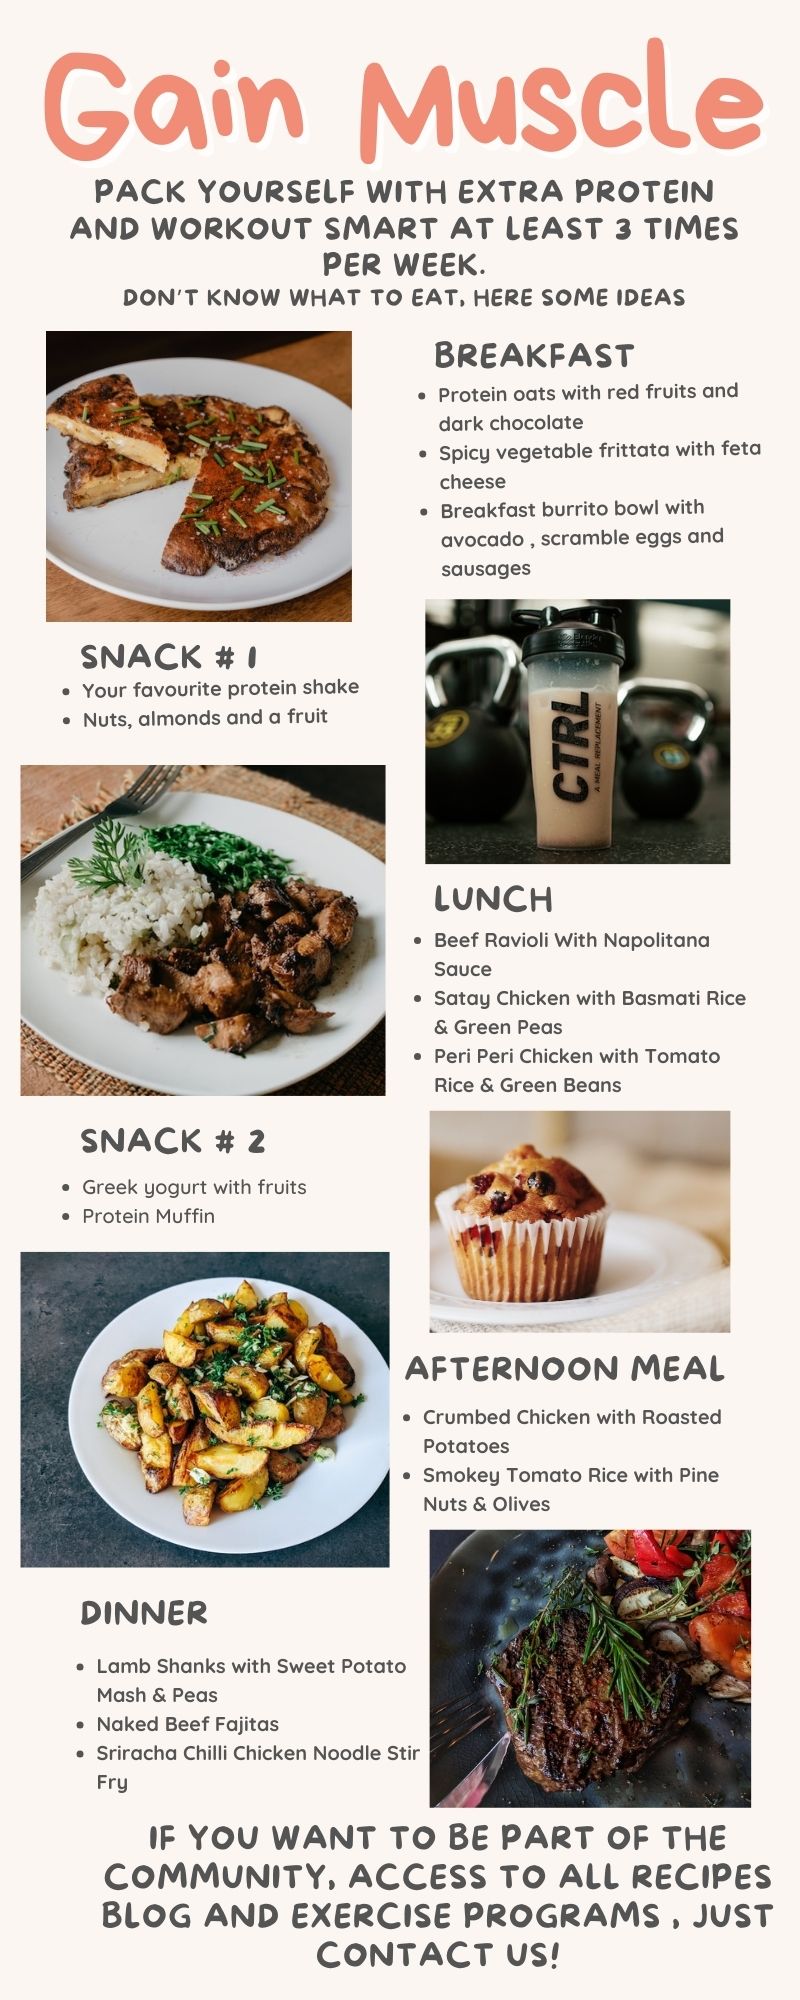 Gain Muscle
PACK YOURSELF WITH EXTRA PROTEIN
AND WORKOUT SMART AT LEAST 3 TIMES
PER WEEK.
DON'T KNOW WHAT TO EAT, HERE SOME IDEAS
BREAKFAST
• Protein oats with red fruits and
dark chocolate
• Spicy vegetable frittata with feta
cheese
• Breakfast burrito bowl with
avocado , scramble eggs and
sausages
SNACK # 1
• Your favourite protein shake
• Nuts, almonds and a fruit
CTRL
A MEAL REPLACEMENT
LUNCH
• Beef Ravioli With Napolitana
Sauce
• Satay Chicken with Basmati Rice
& Green Peas
• Peri Peri Chicken with Tomato
Rice & Green Beans
SNACK # 2
• Greek yogurt with fruits
• Protein Muffin
AFTERNOON MEAL
• Crumbed Chicken with Roasted
Potatoes
• Smokey Tomato Rice with Pine
Nuts & Olives
DINNER
• Lamb Shanks with Sweet Potato
Mash & Peas
• Naked Beef Fajitas
• Sriracha Chilli Chicken Noodle Stir
Fry
IF YOU WANT TO BE PART OF THE
COMMUNITY, ACCESS TO ALL RECIPES
BLOG AND EXERCISE PROGRAMS , JUST
CONTACT US!